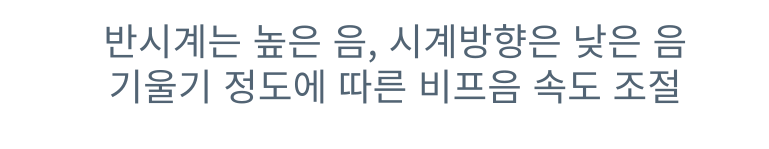 반시계는 높은 음, 시계방향은 낮은 음
기울기 정도에 따른 비프음 속도 조절